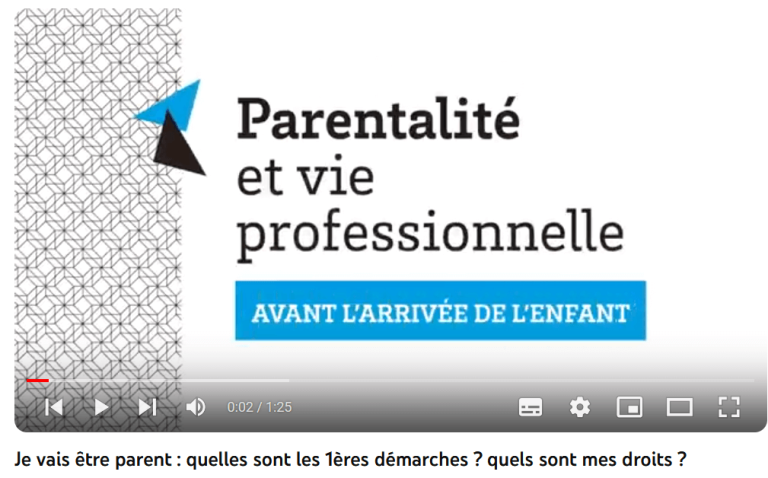 Parentalité
et vie
professionnelle
AVANT L'ARRIVÉE DE L'ENFANT
0:02 / 1:25
Je vais être parent : quelles sont les 1ères démarches ? quels sont mes droits ?